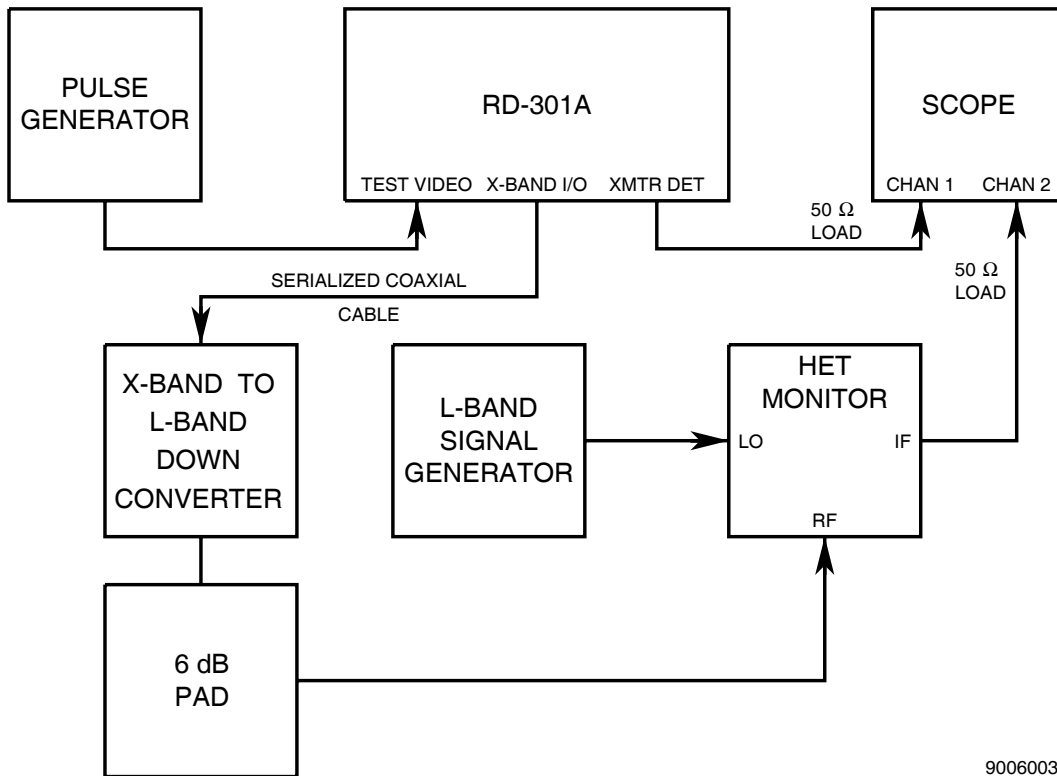 PULSE
GENERATOR
RD-301A
TEST VIDEO
X-BAND I/O
XMTR DET
SCOPE
CHAN 1
CHAN 2
50 Ω
LOAD
50 Ω
LOAD
SERIALIZED COAXIAL
CABLE
X-BAND TO
L-BAND
DOWN
CONVERTER
L-BAND
SIGNAL
GENERATOR
HET
MONITOR
LO
IF
RF
6 dB
PAD
9006003